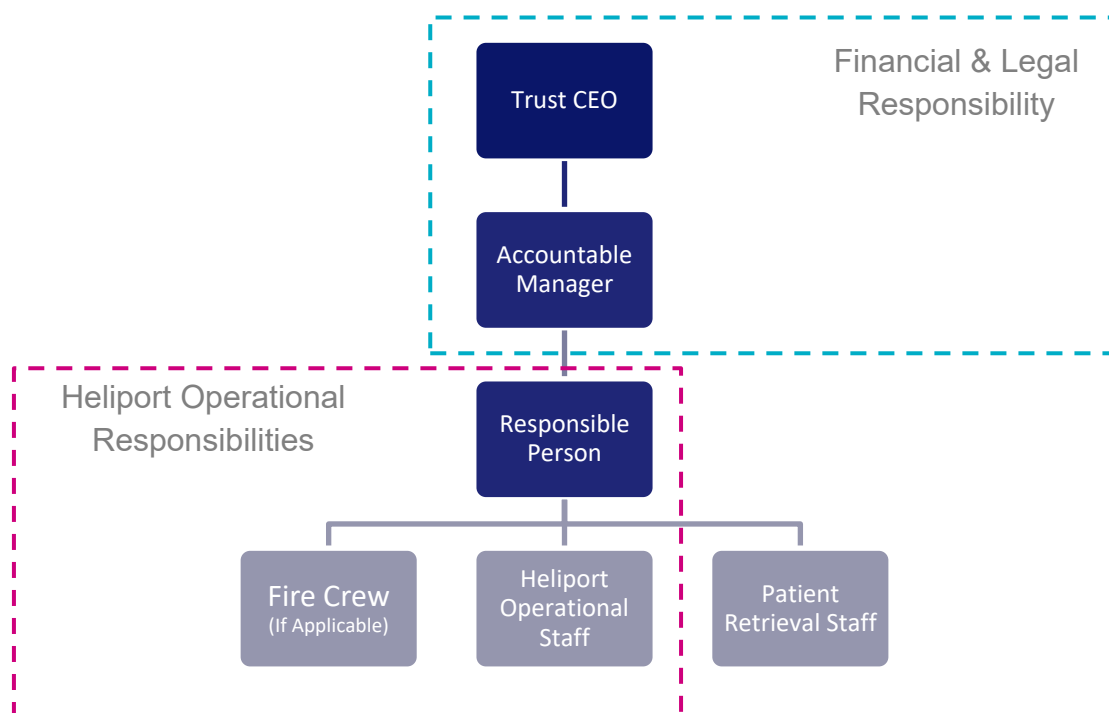 Financial & Legal
Responsibility
Trust CEO
Accountable
Manager
Heliport Operational
Responsibilities
Responsible
Person
Fire Crew
(If Applicable)
Heliport
Operational
Staff
Patient
Retrieval Staff